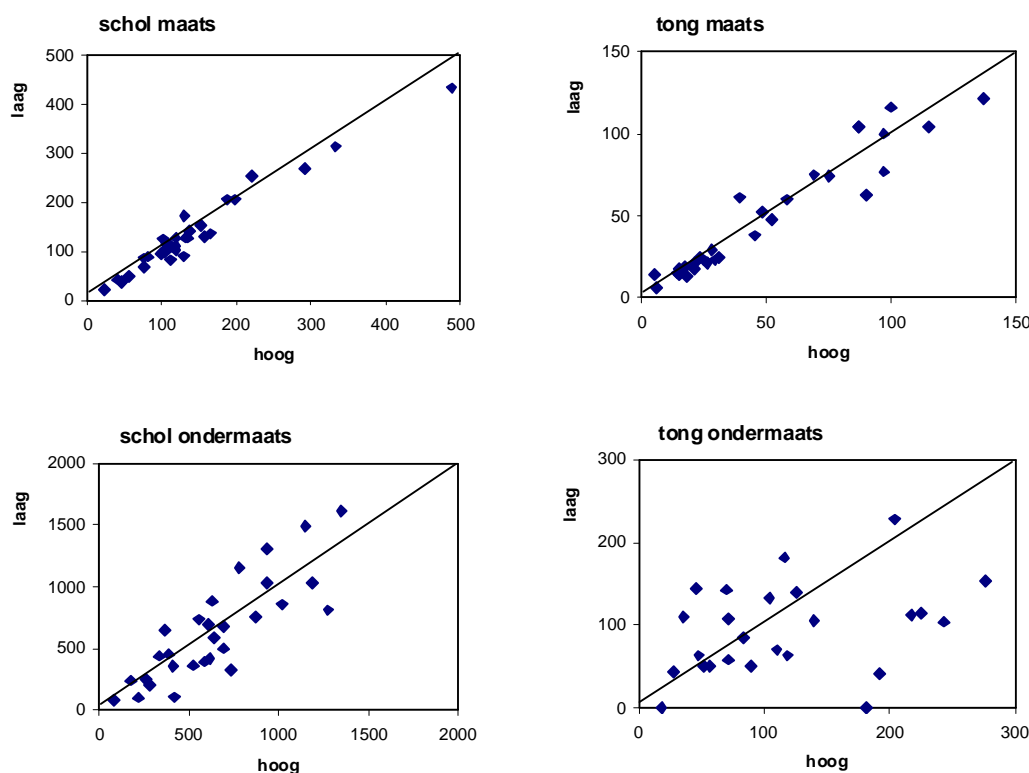 schol maats
500
400
300
200
100
0
laag
0 100 200 300 400 500
hoog
tong maats
150
100
50
0
laag
0 50 100 150
hoog
schol ondermaats
2000
1500
1000
500
0
laag
0 500 1000 1500 2000
hoog
tong ondermaats
300
200
100
0
laag
0 100 200 300
hoog